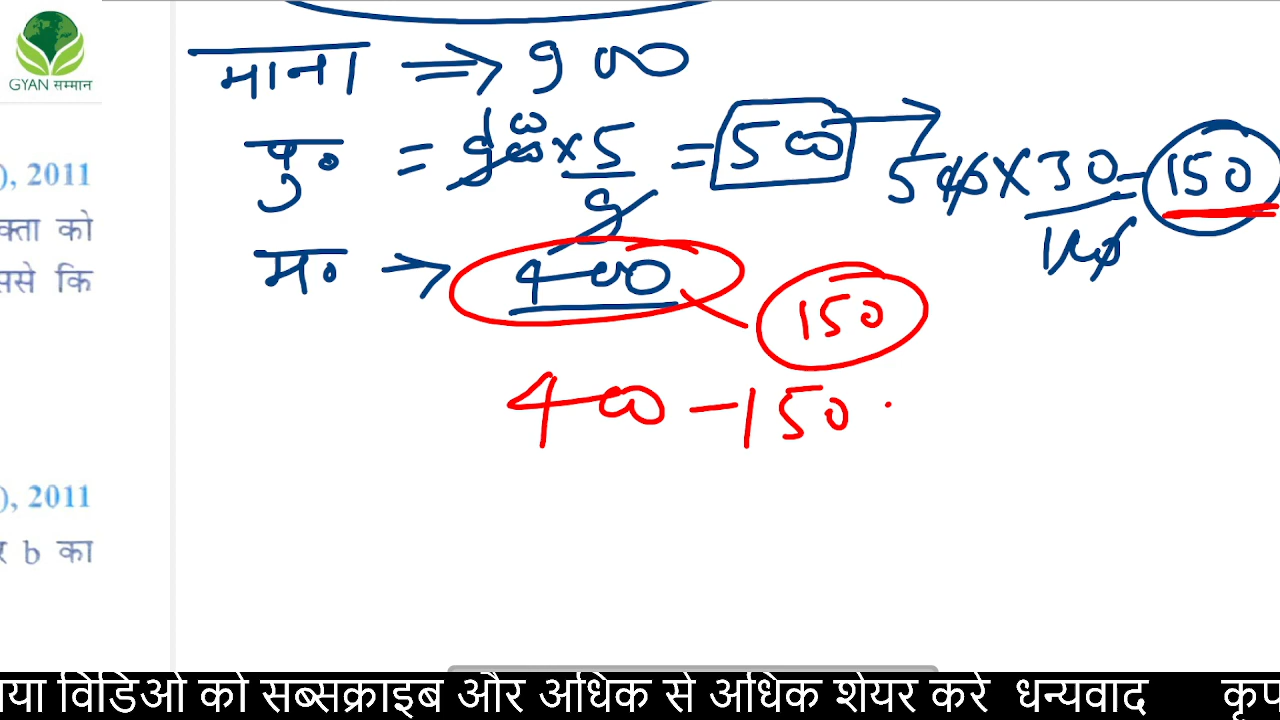 GYAN सम्मान
माना ⇒ 900
), 2011
पु० = 900 100 × 5/9 = 500 → 500 × 30/100 = 150
क्ता को
ससे कि
म० → 400 150
400 - 150
), 2011
र b का
या विडिओ को सब्सक्राइब और अधिक से अधिक शेयर करे धन्यवाद कृप